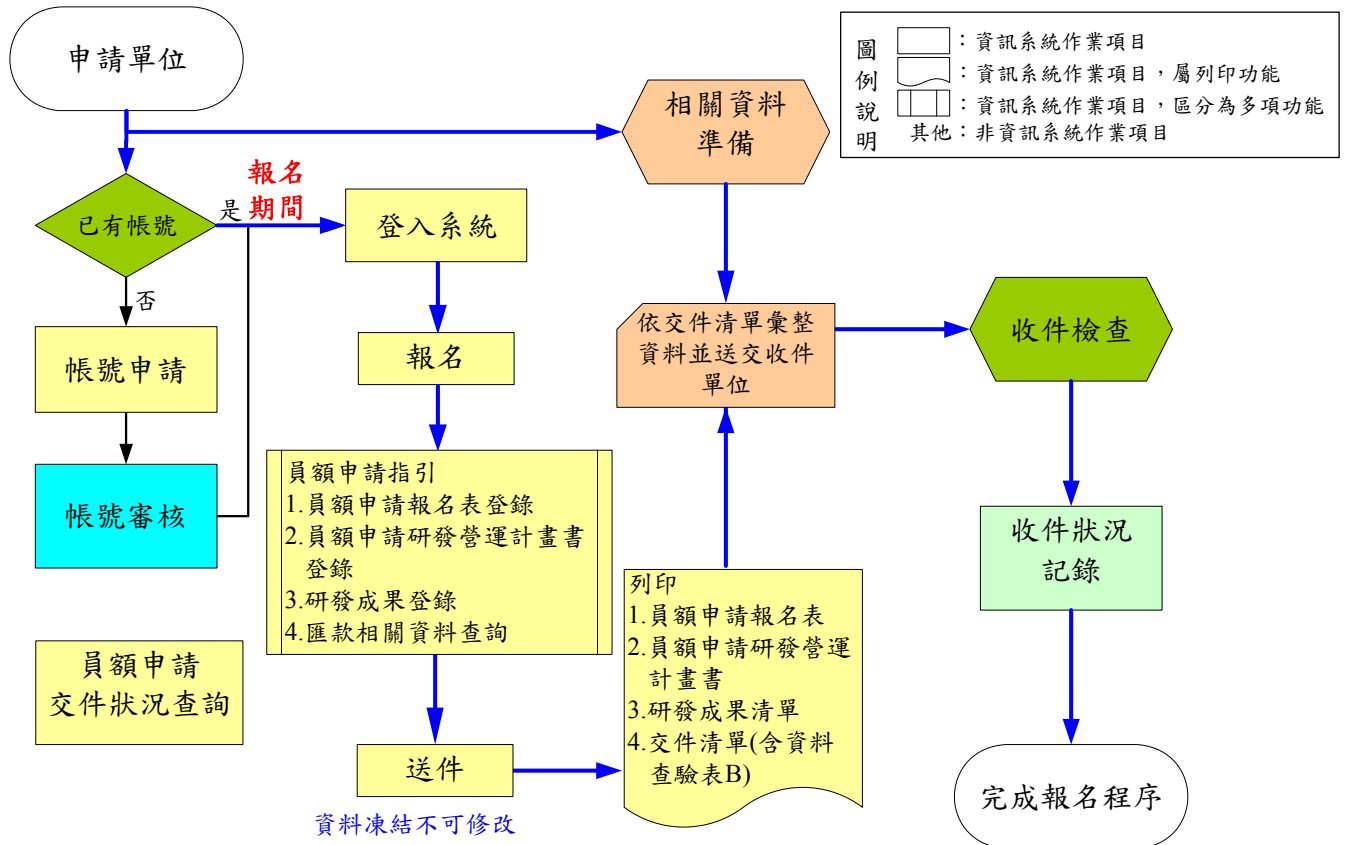 申請單位
圖例說明
：資訊系統作業項目
：資訊系統作業項目，屬列印功能
：資訊系統作業項目，區分為多項功能
其他：非資訊系統作業項目
相關資料
準備
已有帳號
是
報名
期間
登入系統
否
帳號申請
帳號審核
報名
依交件清單彙整
資料並送交收件
單位
收件檢查
員額申請指引
1.員額申請報名表登錄
2.員額申請研發營運計畫書
登錄
3.研發成果登錄
4.匯款相關資料查詢
收件狀況
記錄
列印
1.員額申請報名表
2.員額申請研發營運
計畫書
3.研發成果清單
4.交件清單(含資料
查驗表B)
員額申請
交件狀況查詢
送件
資料凍結不可修改
完成報名程序